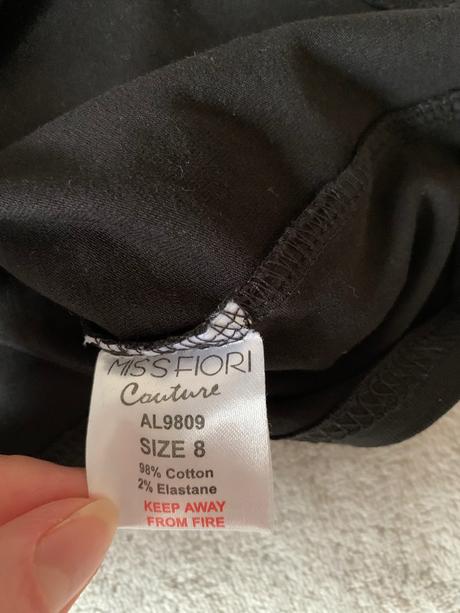 MISS FIORI
Couture
AL9809
SIZE 8
98% Cotton
2% Elastane
KEEP AWAY
FROM FIRE